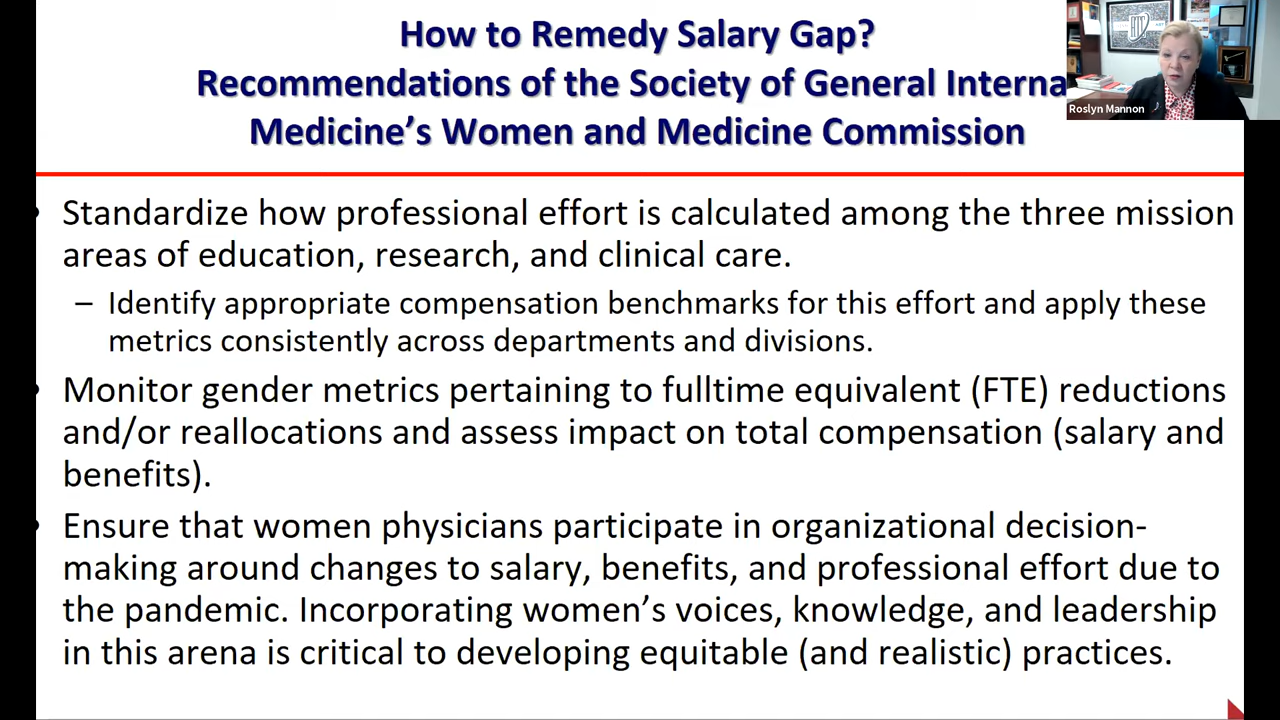 How to Remedy Salary Gap?
Recommendations of the Society of General Interna
Medicine’s Women and Medicine Commission
Roslyn Mannon
• Standardize how professional effort is calculated among the three mission
areas of education, research, and clinical care.
– Identify appropriate compensation benchmarks for this effort and apply these
metrics consistently across departments and divisions.
• Monitor gender metrics pertaining to fulltime equivalent (FTE) reductions
and/or reallocations and assess impact on total compensation (salary and
benefits).
• Ensure that women physicians participate in organizational decision-
making around changes to salary, benefits, and professional effort due to
the pandemic. Incorporating women’s voices, knowledge, and leadership
in this arena is critical to developing equitable (and realistic) practices.